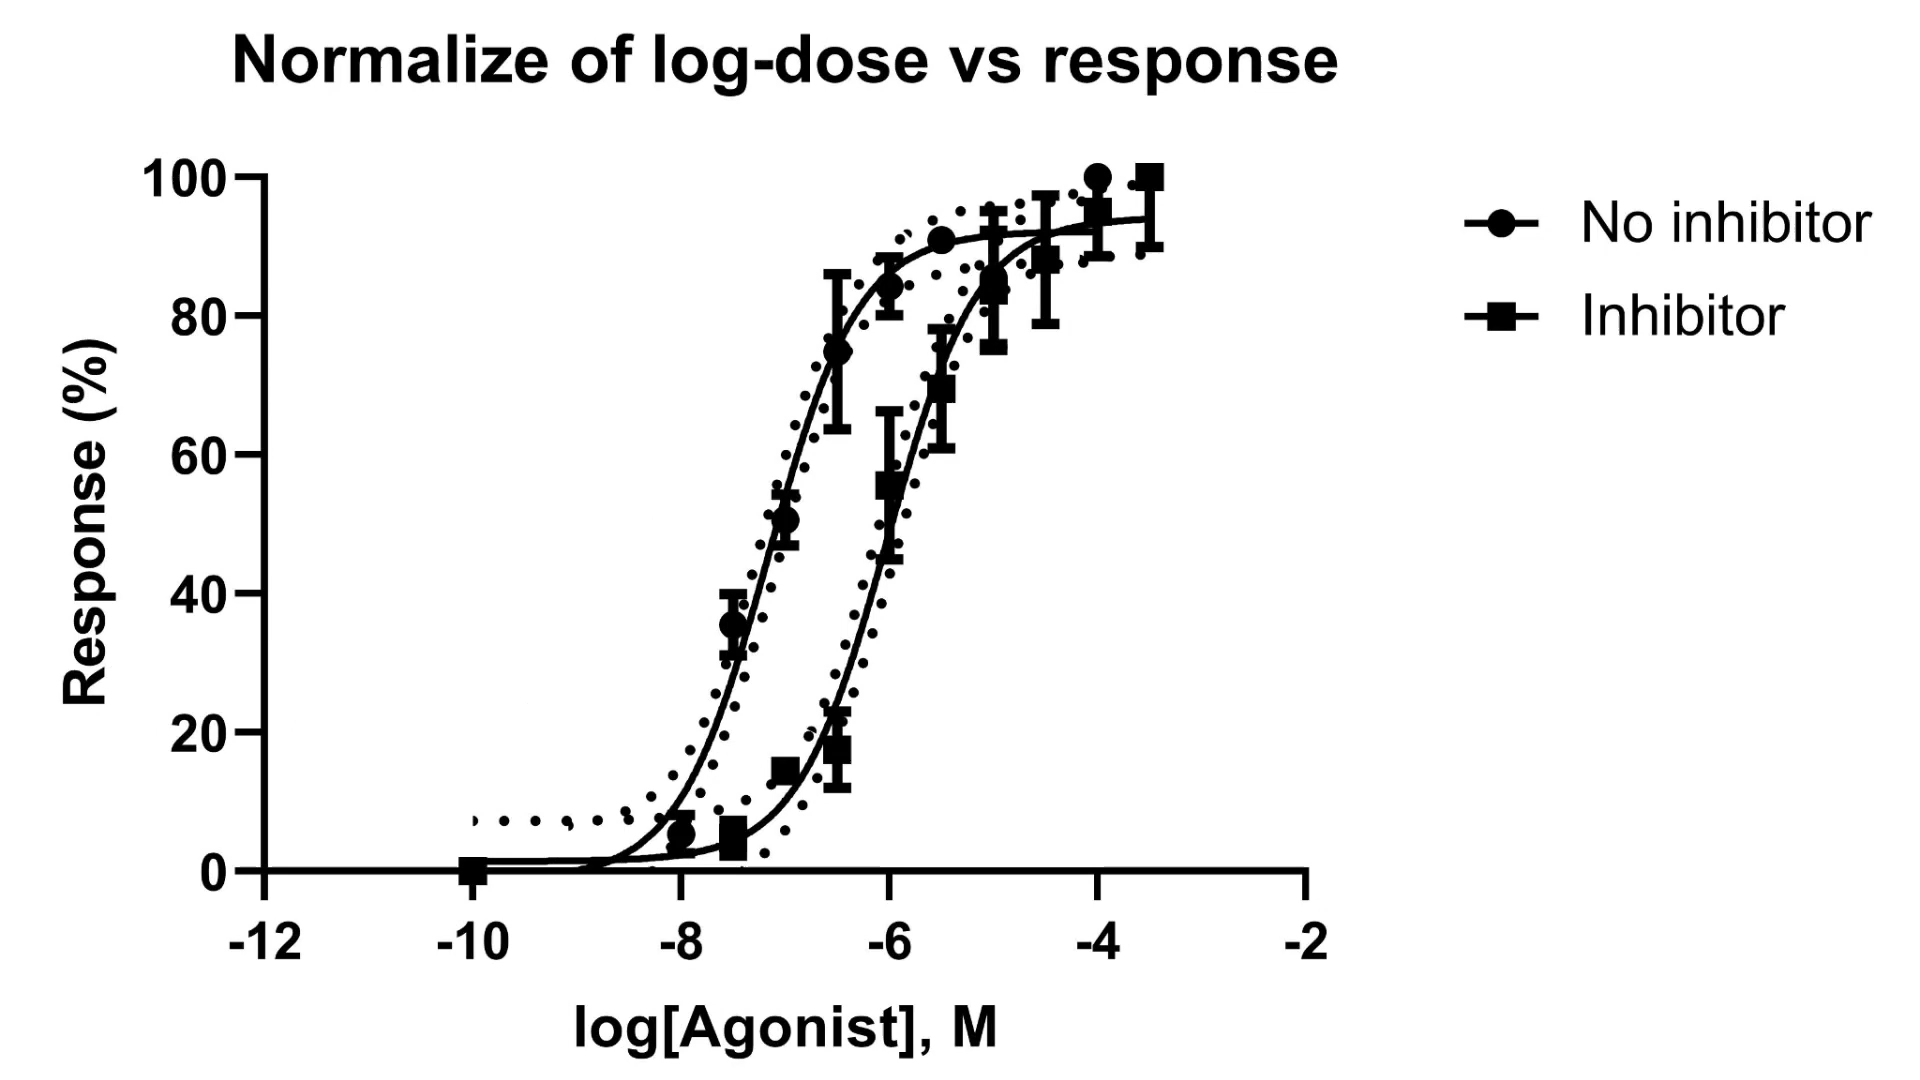 Normalize of log-dose vs response
100
80
60
40
20
0
Response (%)
-12
-10
-8
-6
-4
-2
log[Agonist], M
No inhibitor
Inhibitor